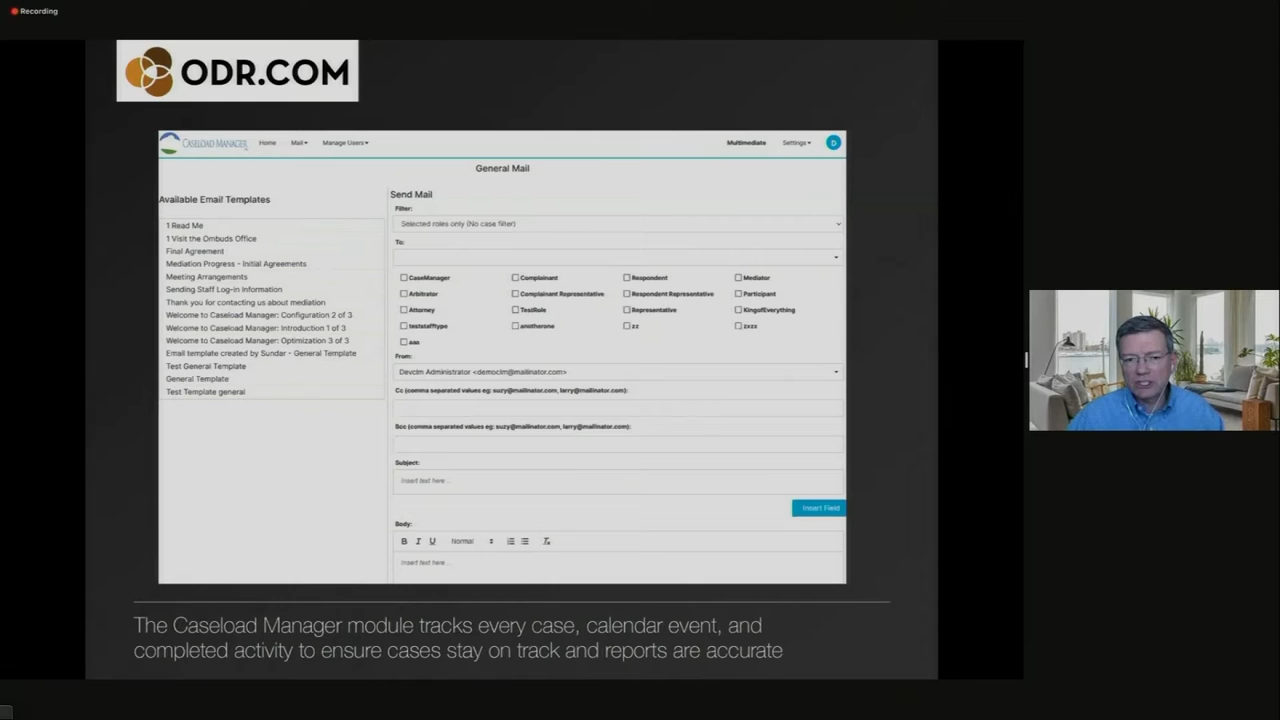 Recording
ODR.COM
CASELOAD MANAGER
Home Mail Manage Users Multimediate Settings D
General Mail
Available Email Templates
1 Read Me
1 Visit the Ombuds Office
Final Agreement
Mediation Progress - Initial Agreements
Meeting Arrangements
Sending Staff Log-in Information
Thank you for contacting us about mediation
Welcome to Caseload Manager: Configuration 2 of 3
Welcome to Caseload Manager: Introduction 1 of 3
Welcome to Caseload Manager: Optimization 3 of 3
Email template created by Sundar - General Template
Test General Template
General Template
Test Template general
Send Mail
Filter:
Selected roles only (No case filter)
To:
CaseManager Complainant Respondent Mediator
Arbitrator Complainant Representative Respondent Representative Participant
Attorney TestRole Representative KingofEverything
teststafftype anotherone zz zxzx
aaa
From:
Devclm Administrator <democlm@mailinator.com>
Cc (comma separated values eg: suzy@mailinator.com, larry@mailinator.com):
Bcc (comma separated values eg: suzy@mailinator.com, larry@mailinator.com):
Subject:
Insert text here ...
Insert Field
Body:
B I U Normal
Insert text here ...
The Caseload Manager module tracks every case, calendar event, and
completed activity to ensure cases stay on track and reports are accurate